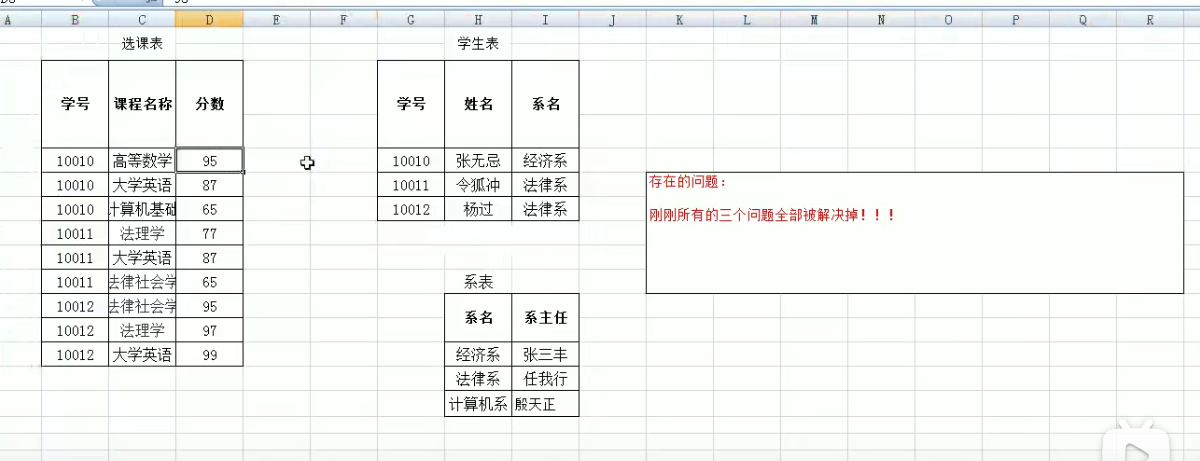 A B C D E F G H I J K L M N O P Q R
选课表
学号 课程名称 分数
10010 高等数学 95
10010 大学英语 87
10010 计算机基础 65
10011 法理学 77
10011 大学英语 87
10011 法律社会学 65
10012 法律社会学 95
10012 法理学 97
10012 大学英语 99
学生表
学号 姓名 系名
10010 张无忌 经济系
10011 令狐冲 法律系
10012 杨过 法律系
系表
系名 系主任
经济系 张三丰
法律系 任我行
计算机系 殷天正
存在的问题：
刚刚所有的三个问题全部被解决掉！！！